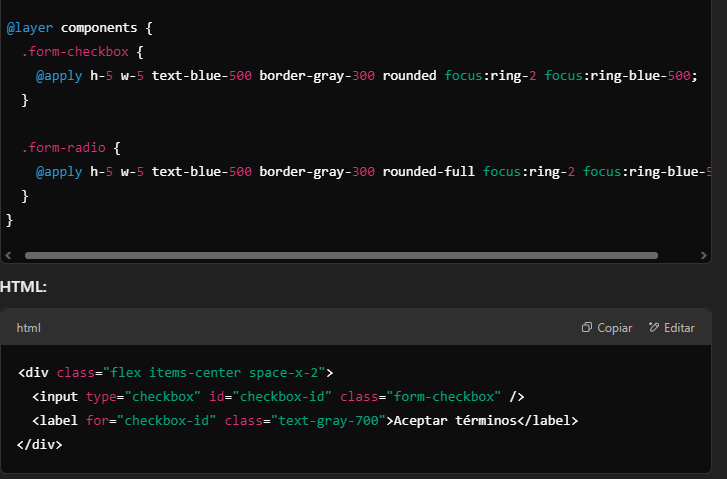 @layer components {
.form-checkbox {
@apply h-5 w-5 text-blue-500 border-gray-300 rounded focus:ring-2 focus:ring-blue-500;
}
.form-radio {
@apply h-5 w-5 text-blue-500 border-gray-300 rounded-full focus:ring-2 focus:ring-blue-5
}
}
HTML:
html
Copiar
Editar
<div class="flex items-center space-x-2">
<input type="checkbox" id="checkbox-id" class="form-checkbox" />
<label for="checkbox-id" class="text-gray-700">Aceptar términos</label>
</div>